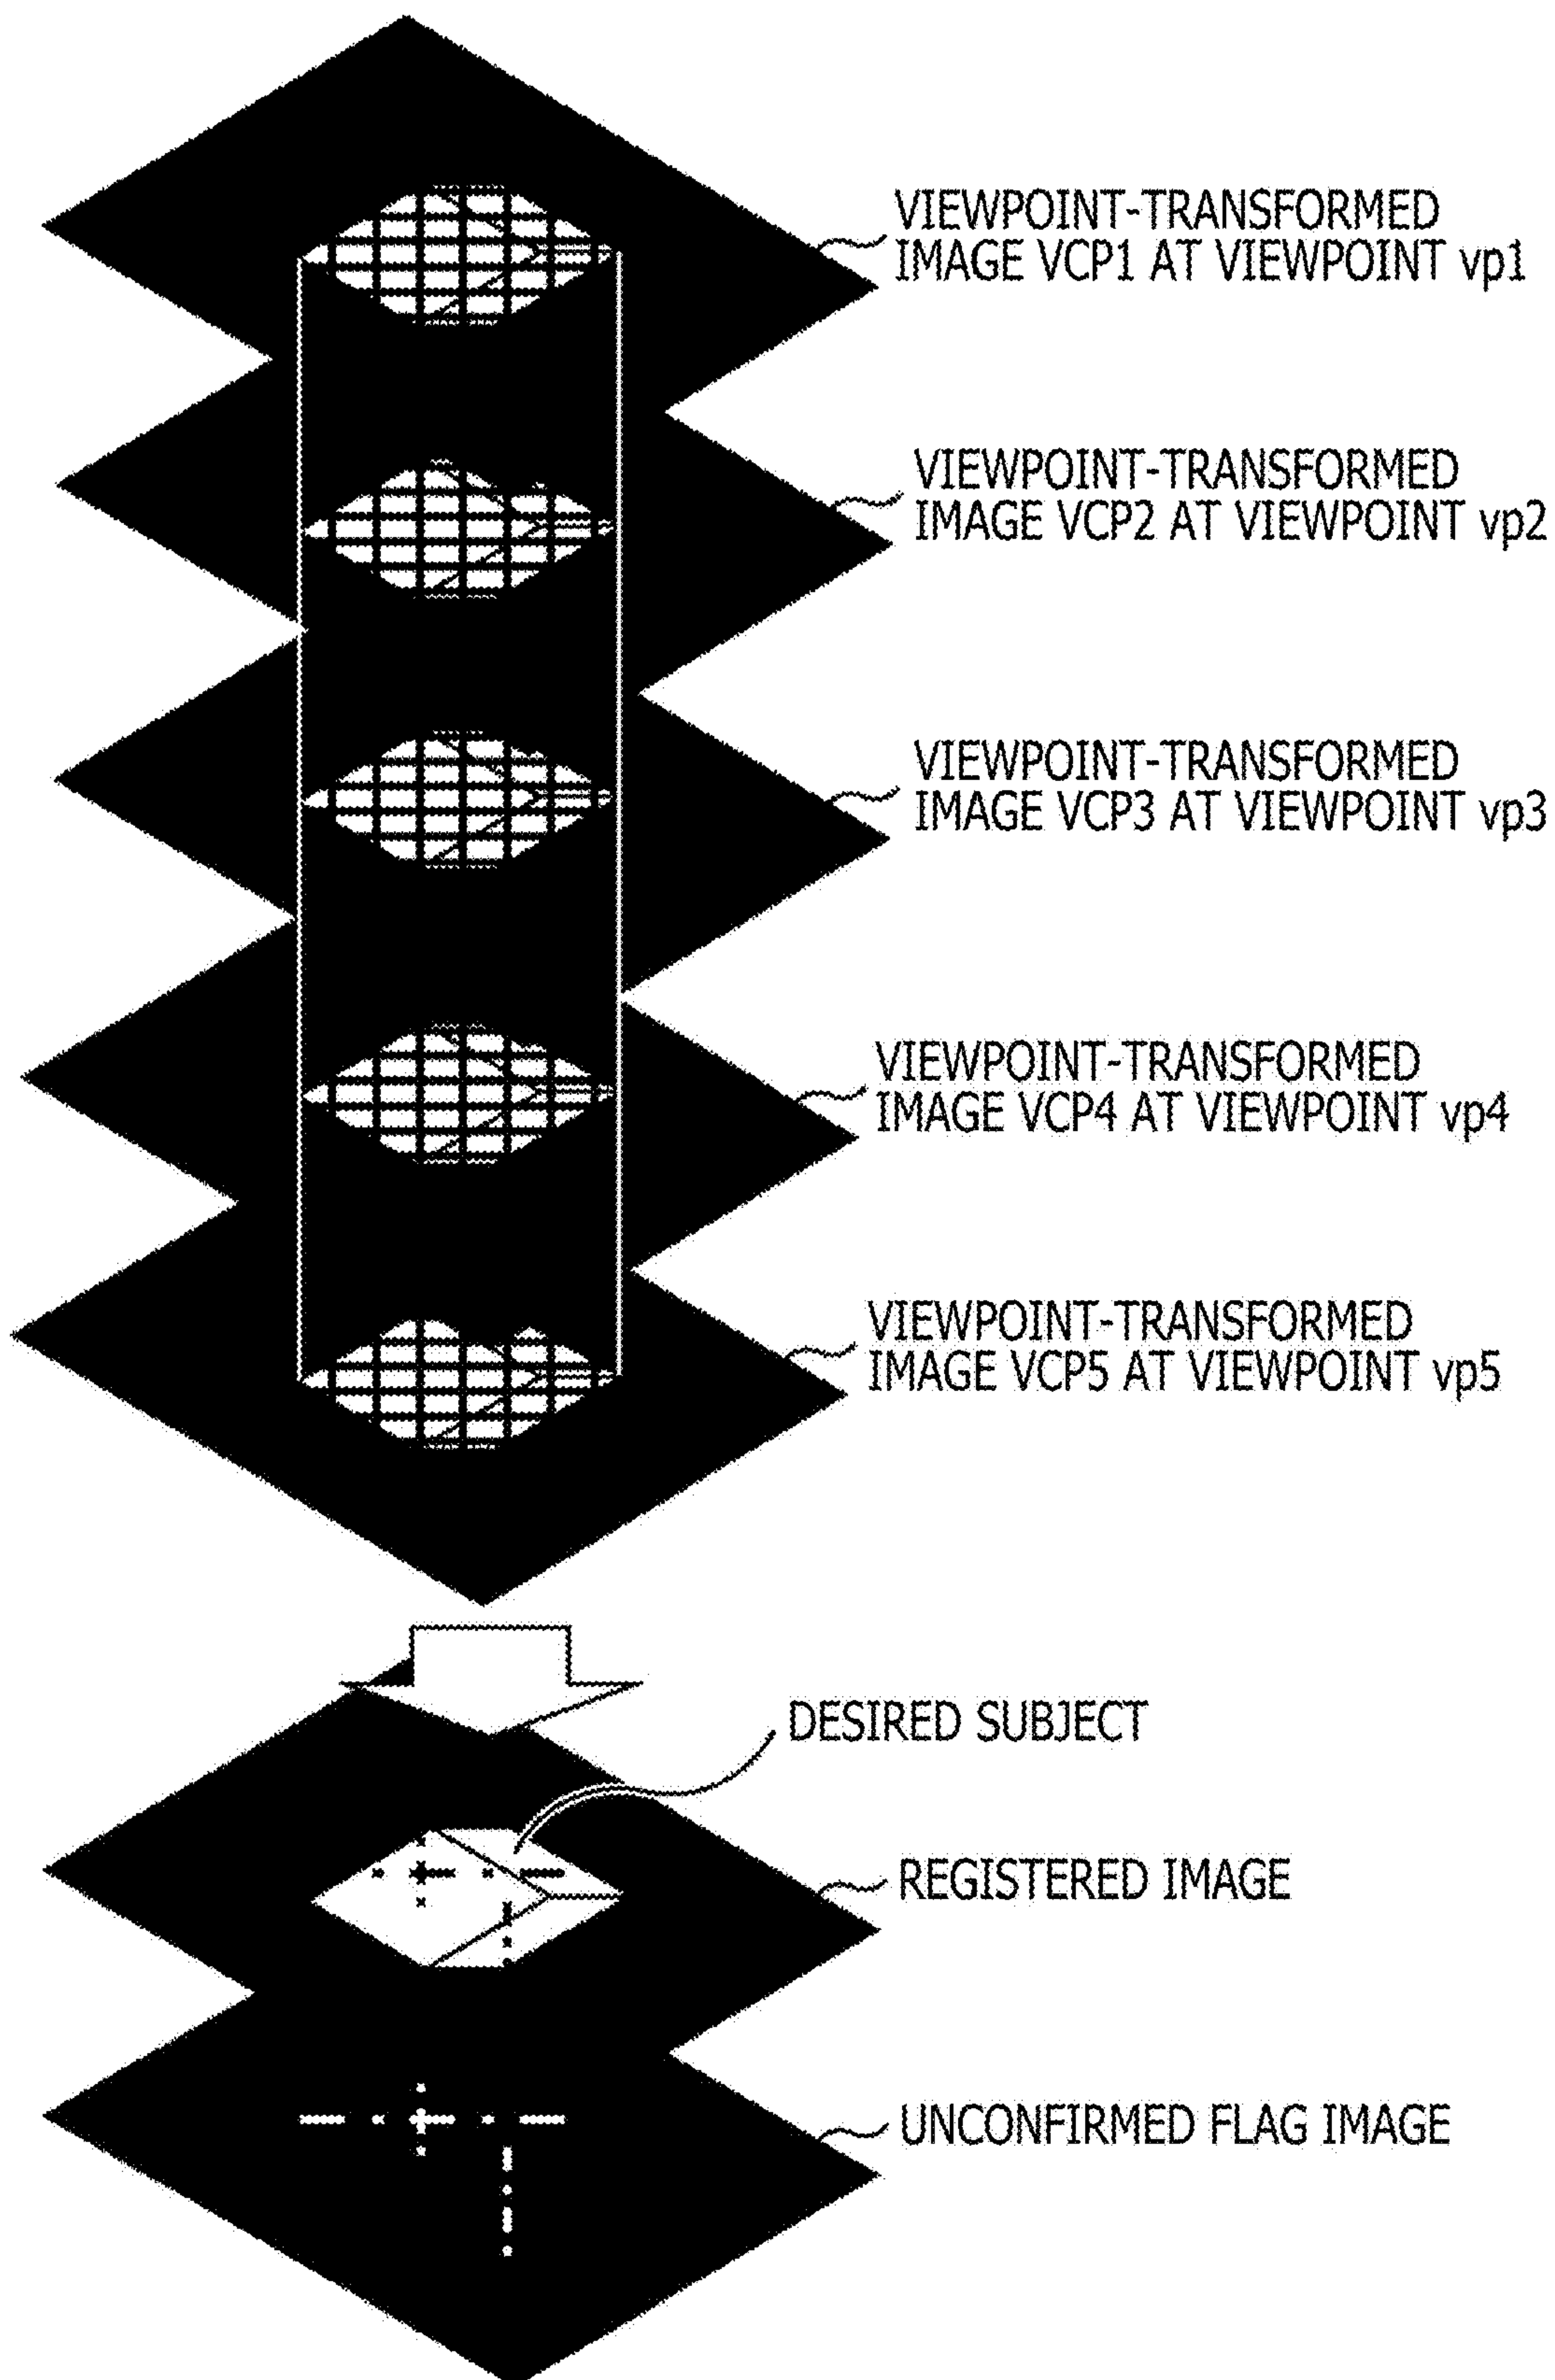 VIEWPOINT-TRANSFORMED
IMAGE VCP1 AT VIEWPOINT vp1
VIEWPOINT-TRANSFORMED
IMAGE VCP2 AT VIEWPOINT vp2
VIEWPOINT-TRANSFORMED
IMAGE VCP3 AT VIEWPOINT vp3
VIEWPOINT-TRANSFORMED
IMAGE VCP4 AT VIEWPOINT vp4
VIEWPOINT-TRANSFORMED
IMAGE VCP5 AT VIEWPOINT vp5
DESIRED SUBJECT
REGISTERED IMAGE
UNCONFIRMED FLAG IMAGE